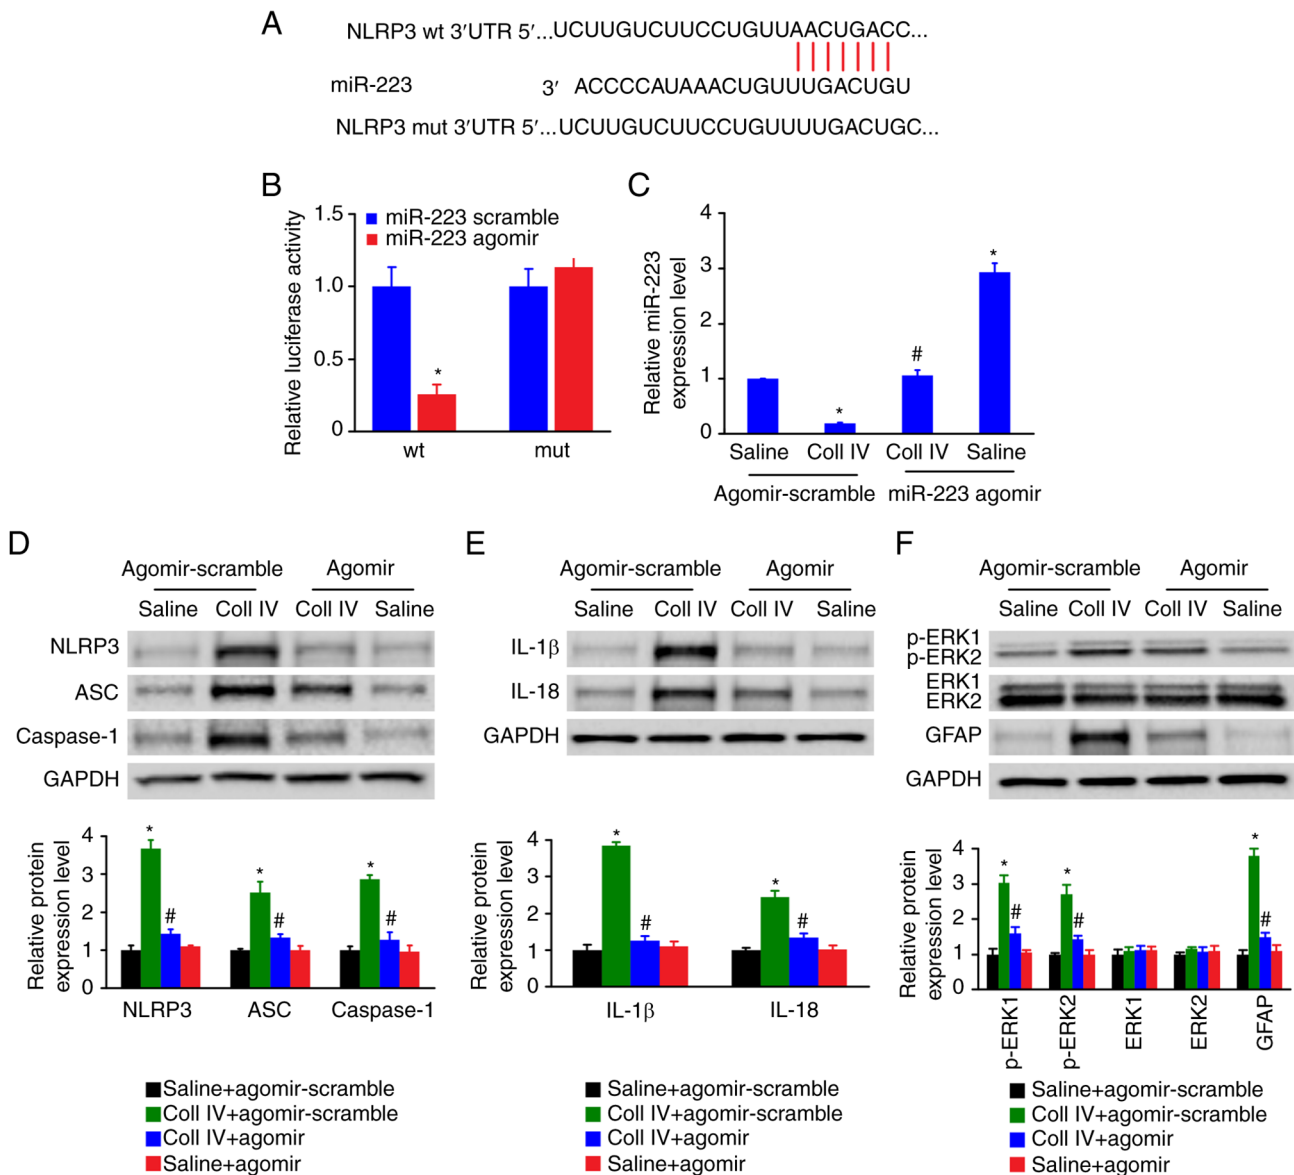 A
NLRP3 wt 3′UTR 5′...UCUUGUCUUCCUGUUAACUGACC...
miR-223 3′ ACCCCAUAAACUGUUUGACUGU
NLRP3 mut 3′UTR 5′...UCUUGUCUUCCUGUUUUGACUGC...
B
Relative luciferase activity
1.5
1.0
0.5
0
miR-223 scramble
miR-223 agomir
*
wt mut
C
Relative miR-223
expression level
4
3
2
1
0
* # *
Saline Coll IV Coll IV Saline
Agomir-scramble miR-223 agomir
D
Agomir-scramble Agomir
Saline Coll IV Coll IV Saline
NLRP3
ASC
Caspase-1
GAPDH
Relative protein
expression level
4
3
2
1
0
* # * # * #
NLRP3 ASC Caspase-1
Saline+agomir-scramble
Coll IV+agomir-scramble
Coll IV+agomir
Saline+agomir
E
Agomir-scramble Agomir
Saline Coll IV Coll IV Saline
IL-1β
IL-18
GAPDH
Relative protein
expression level
4
3
2
1
0
* # * #
IL-1β IL-18
Saline+agomir-scramble
Coll IV+agomir-scramble
Coll IV+agomir
Saline+agomir
F
Agomir-scramble Agomir
Saline Coll IV Coll IV Saline
p-ERK1
p-ERK2
ERK1
ERK2
GFAP
GAPDH
Relative protein
expression level
4
3
2
1
0
* # * # * #
p-ERK1 p-ERK2 ERK1 ERK2 GFAP
Saline+agomir-scramble
Coll IV+agomir-scramble
Coll IV+agomir
Saline+agomir